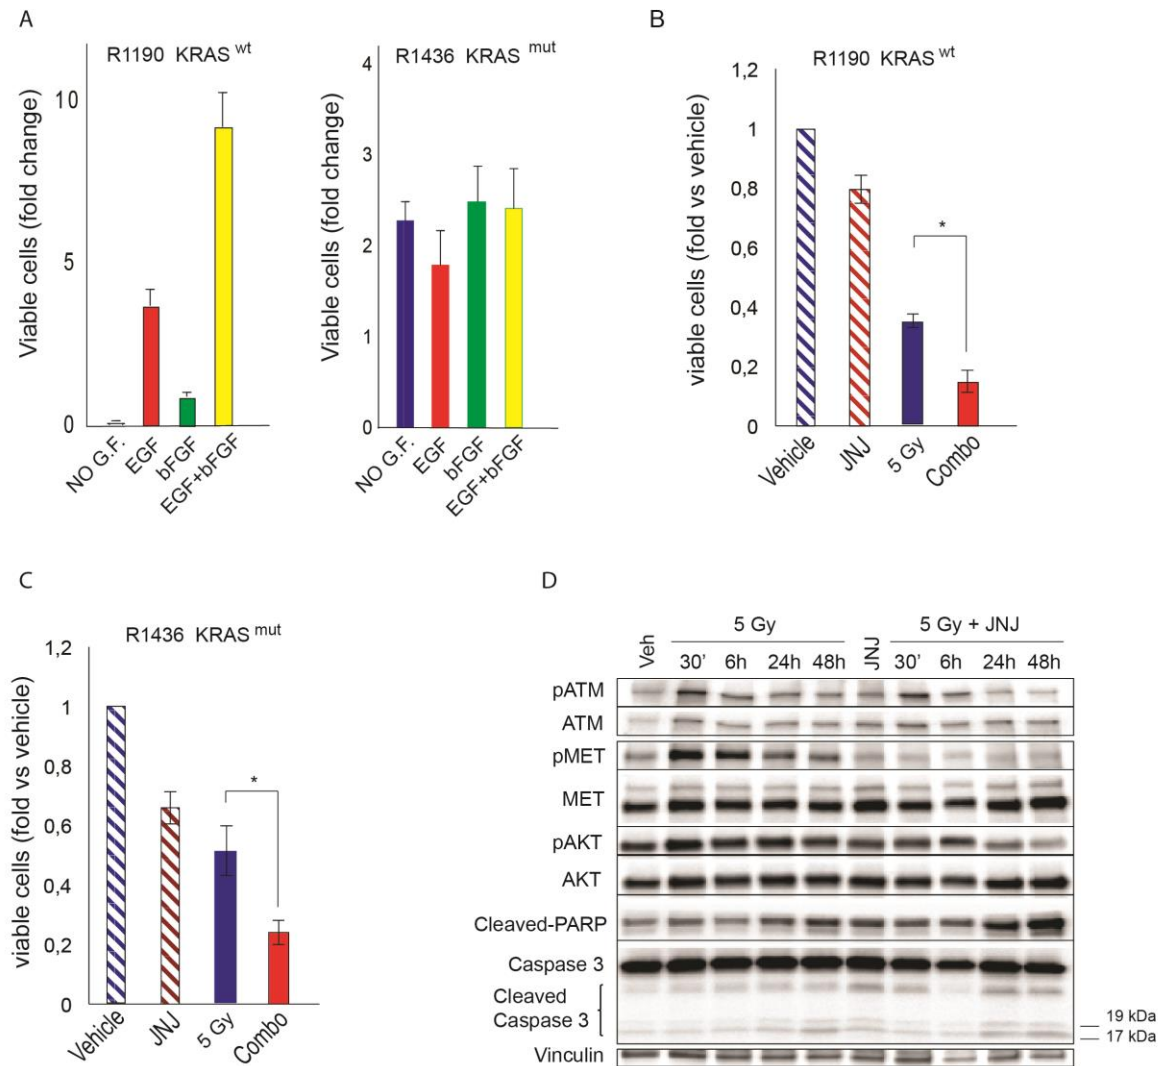 A
R1190 KRAS wt
Viable cells (fold change)
10
5
0
NO G.F.
EGF
bFGF
EGF+bFGF
R1436 KRAS mut
Viable cells (fold change)
4
3
2
1
0
NO G.F.
EGF
bFGF
EGF+bFGF
B
R1190 KRAS wt
viable cells (fold vs vehicle)
1,2
1
0,8
0,6
0,4
0,2
0
*
Vehicle
JNJ
5 Gy
Combo
C
R1436 KRAS mut
viable cells (fold vs vehicle)
1,2
1
0,8
0,6
0,4
0,2
0
*
Vehicle
JNJ
5 Gy
Combo
D
Veh
5 Gy
30' 6h 24h 48h
JNJ
5 Gy + JNJ
30' 6h 24h 48h
pATM
ATM
pMET
MET
pAKT
AKT
Cleaved-PARP
Caspase 3
Cleaved
Caspase 3
19 kDa
17 kDa
Vinculin